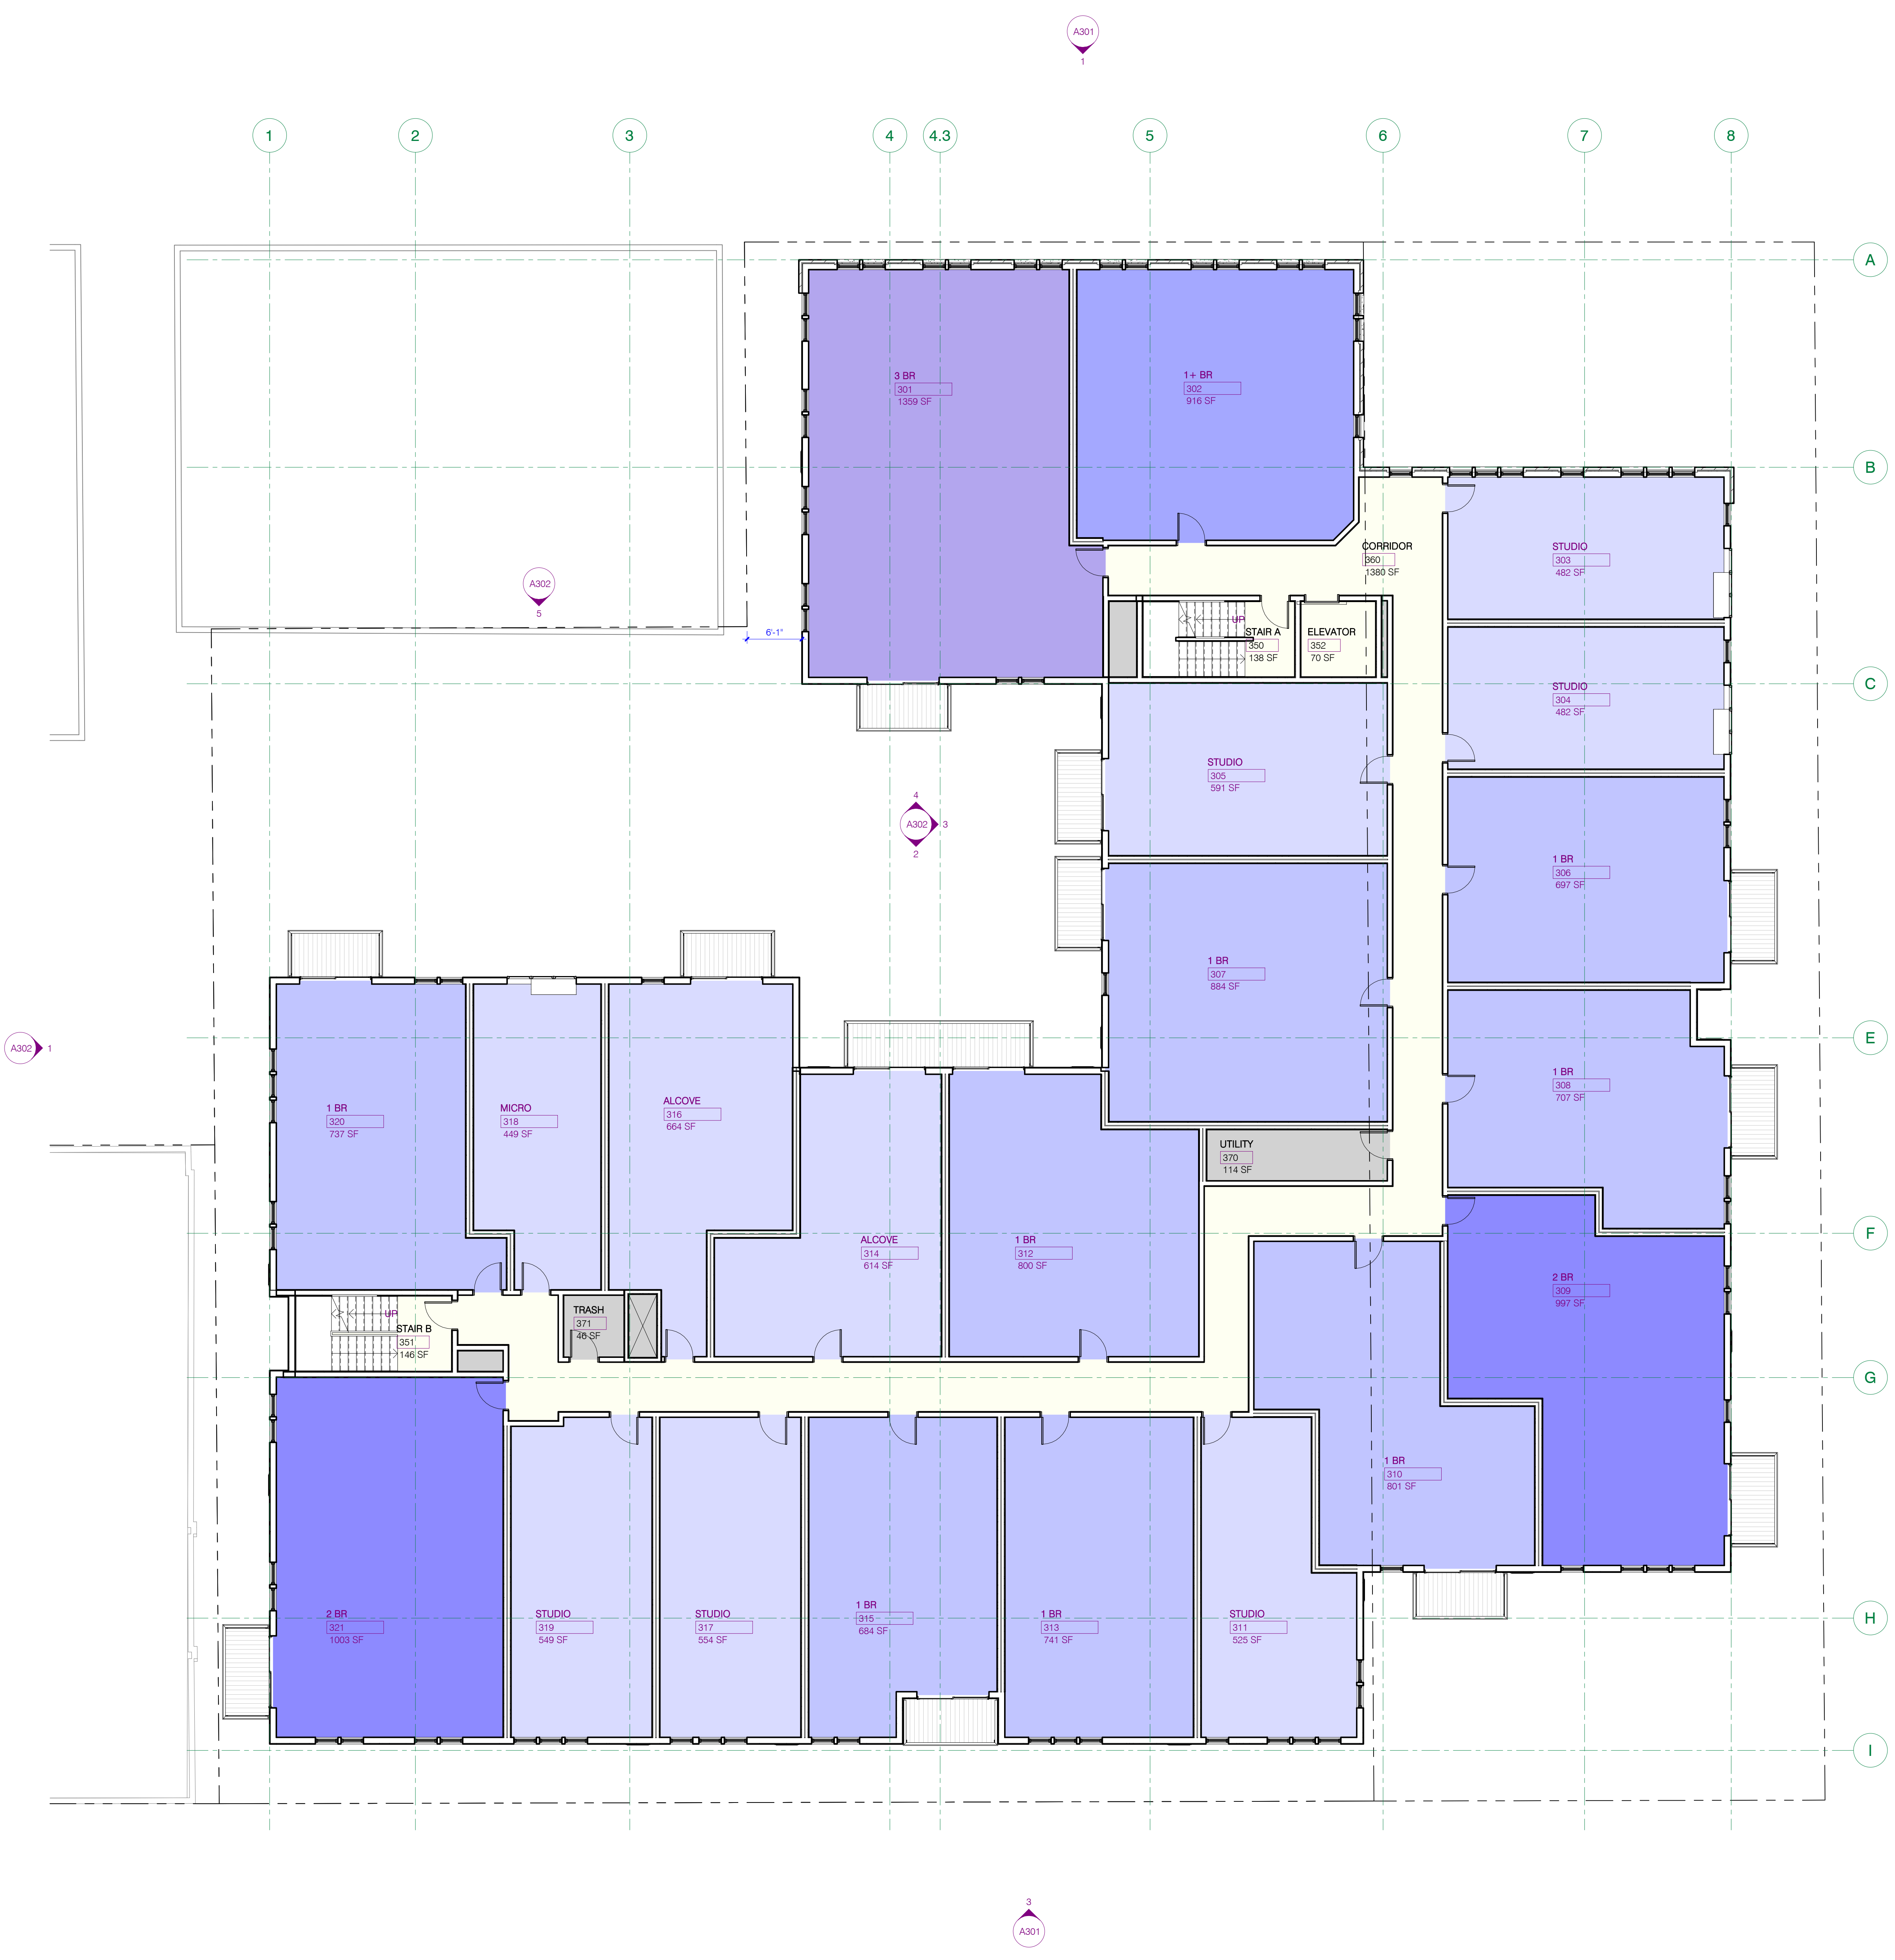 A301
1
1
2
3
4
4.3
5
6
7
8
A
B
3 BR
301
1359 SF
1+ BR
302
916 SF
CORRIDOR
360
1380 SF
STUDIO
303
482 SF
A302
5
6'-1"
UP
STAIR A
350
138 SF
ELEVATOR
352
70 SF
C
STUDIO
304
482 SF
STUDIO
305
591 SF
4
A302
3
2
1 BR
306
697 SF
1 BR
307
884 SF
A302
1
E
1 BR
320
737 SF
MICRO
318
449 SF
ALCOVE
316
664 SF
1 BR
308
707 SF
UTILITY
370
114 SF
ALCOVE
314
614 SF
1 BR
312
800 SF
F
2 BR
309
997 SF
UP
STAIR B
351
146 SF
TRASH
371
46 SF
G
1 BR
310
801 SF
2 BR
321
1003 SF
STUDIO
319
549 SF
STUDIO
317
554 SF
1 BR
315
684 SF
1 BR
313
741 SF
STUDIO
311
525 SF
H
I
3
A301